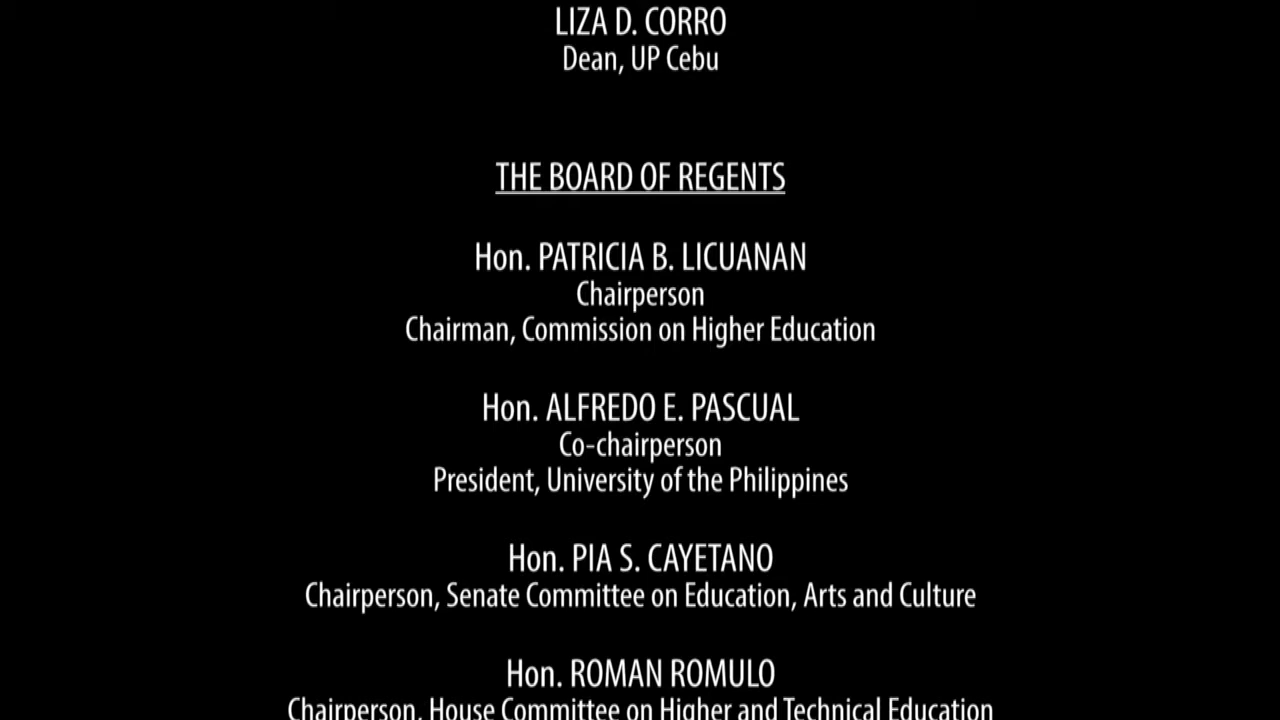 LIZA D. CORRO
Dean, UP Cebu
THE BOARD OF REGENTS
Hon. PATRICIA B. LICUANAN
Chairperson
Chairman, Commission on Higher Education
Hon. ALFREDO E. PASCUAL
Co-chairperson
President, University of the Philippines
Hon. PIA S. CAYETANO
Chairperson, Senate Committee on Education, Arts and Culture
Hon. ROMAN ROMULO
Chairperson, House Committee on Higher and Technical Education